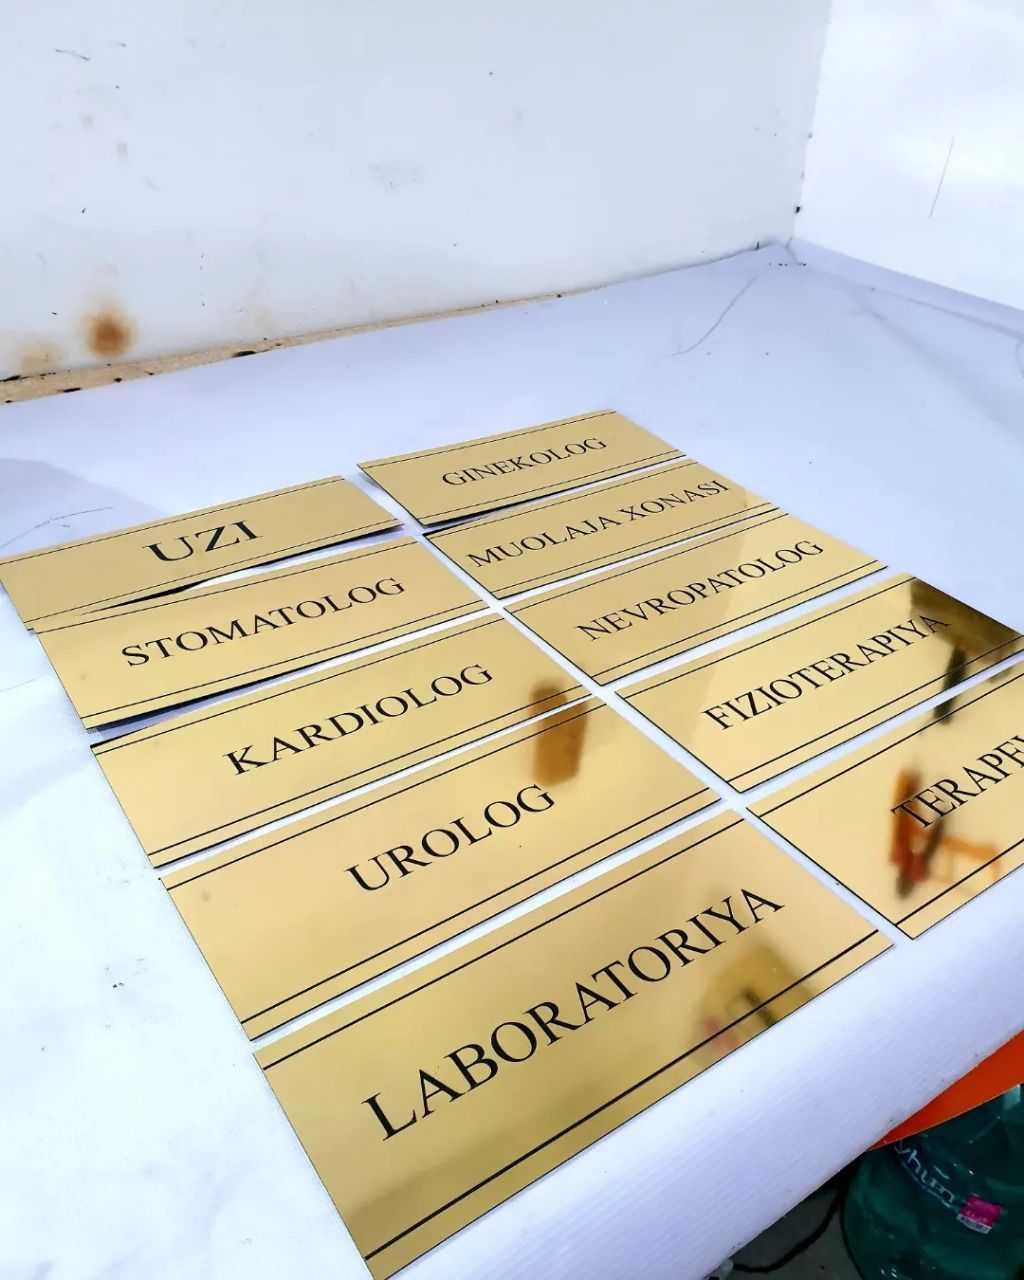 UZI
STOMATOLOG
KARDIOLOG
UROLOG
LABORATORIYA
GINEKOLOG
MUOLAJA XONASI
NEVROPATOLOG
FIZIOTERAPIYA